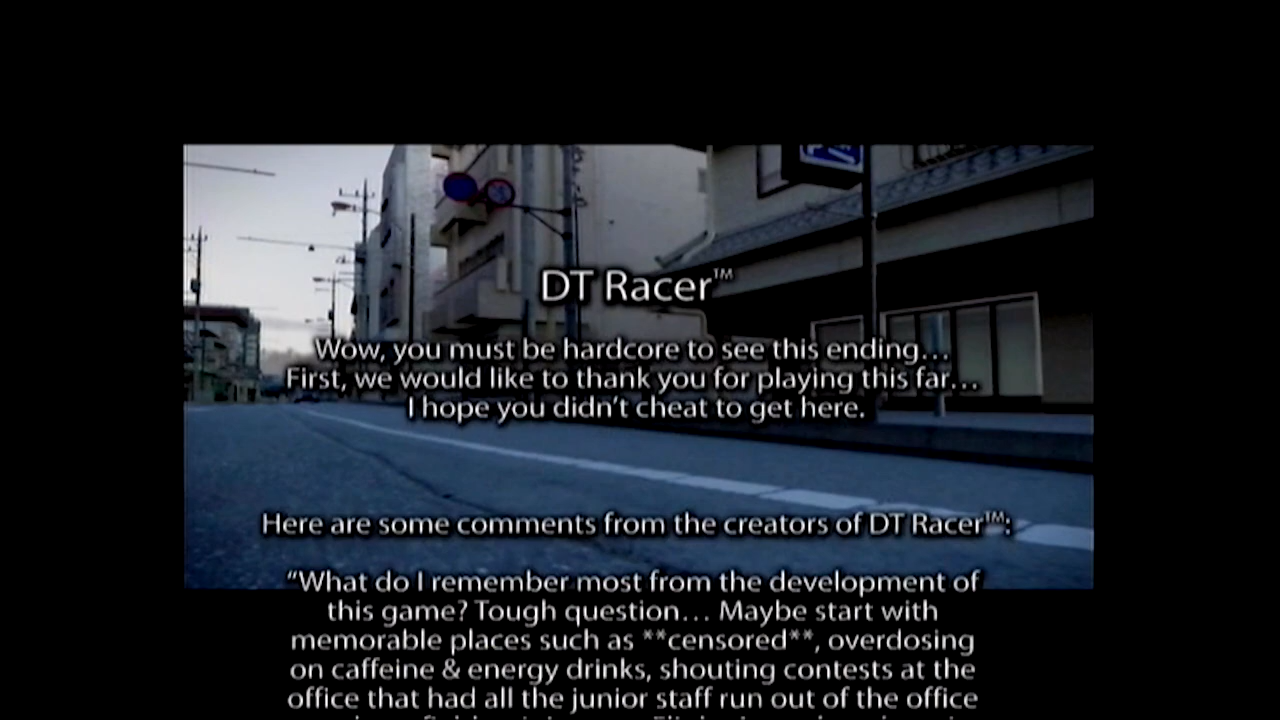 DT Racer™
Wow, you must be hardcore to see this ending…
First, we would like to thank you for playing this far…
I hope you didn't cheat to get here.
Here are some comments from the creators of DT Racer™:
“What do I remember most from the development of
this game? Tough question… Maybe start with
memorable places such as **censored**, overdosing
on caffeine & energy drinks, shouting contests at the
office that had all the junior staff run out of the office